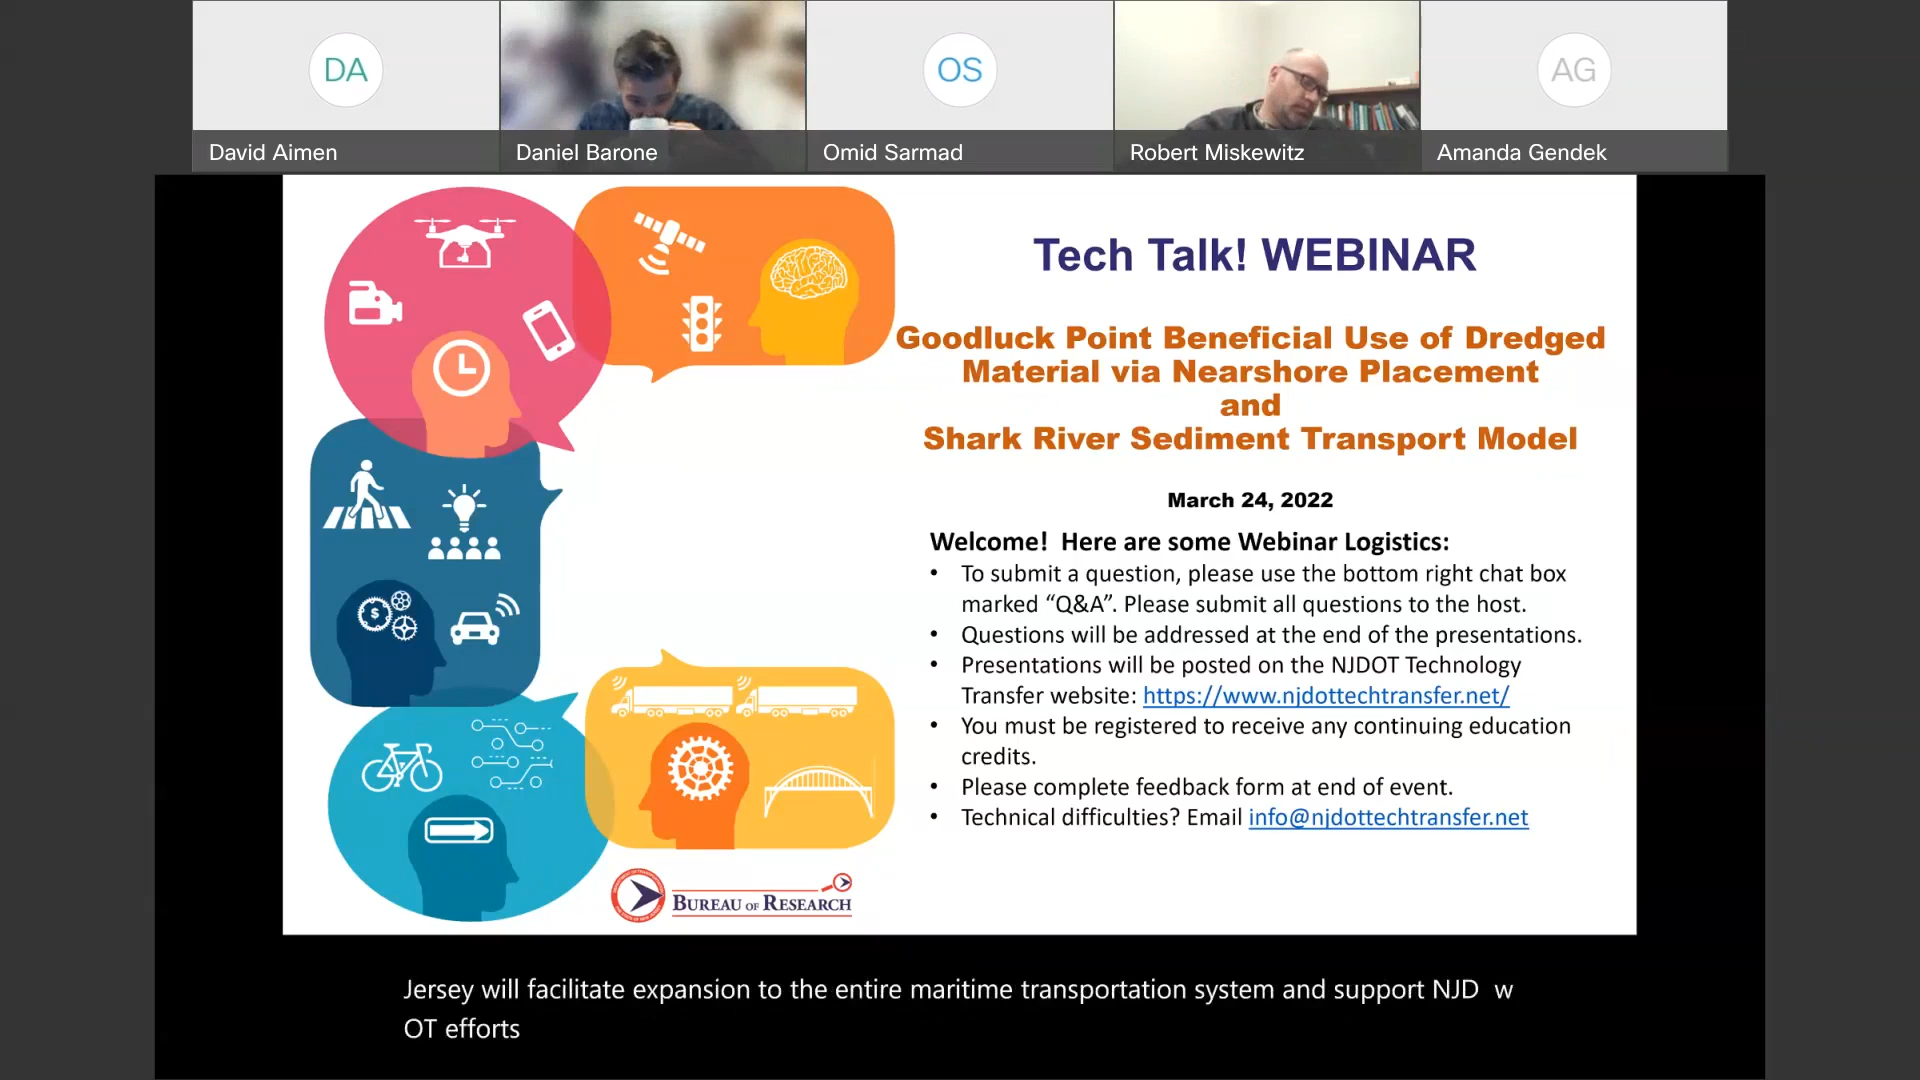 DA
OS
AG
David Aimen
Daniel Barone
Omid Sarmad
Robert Miskewitz
Amanda Gendek
Tech Talk! WEBINAR
Goodluck Point Beneficial Use of Dredged
Material via Nearshore Placement
and
Shark River Sediment Transport Model
March 24, 2022
Welcome!  Here are some Webinar Logistics:
• To submit a question, please use the bottom right chat box
marked “Q&A”. Please submit all questions to the host.
• Questions will be addressed at the end of the presentations.
• Presentations will be posted on the NJDOT Technology
Transfer website: https://www.njdottechtransfer.net/
• You must be registered to receive any continuing education
credits.
• Please complete feedback form at end of event.
• Technical difficulties? Email info@njdottechtransfer.net
$
BUREAU OF RESEARCH
Jersey will facilitate expansion to the entire maritime transportation system and support NJD  w
OT efforts